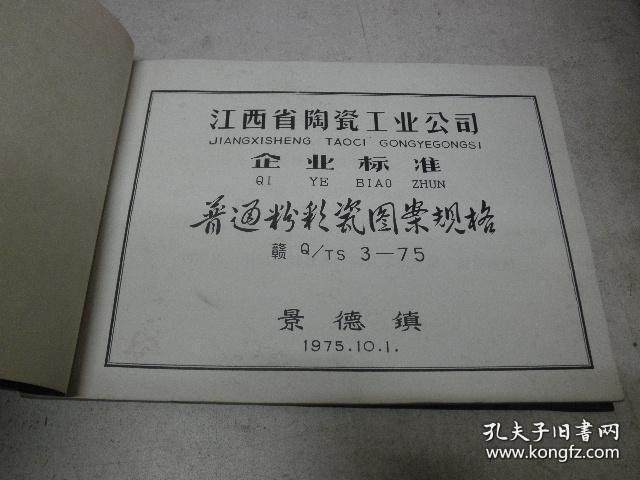 江西省陶瓷工业公司
JIANGXISHENG TAOCI GONGYEGONGSI
企业标准
QI YE BIAO ZHUN
普通粉彩瓷图案规格
赣 Q/TS 3—75
景德鎮
1975.10.1.
孔夫子旧书网
www.kongfz.com